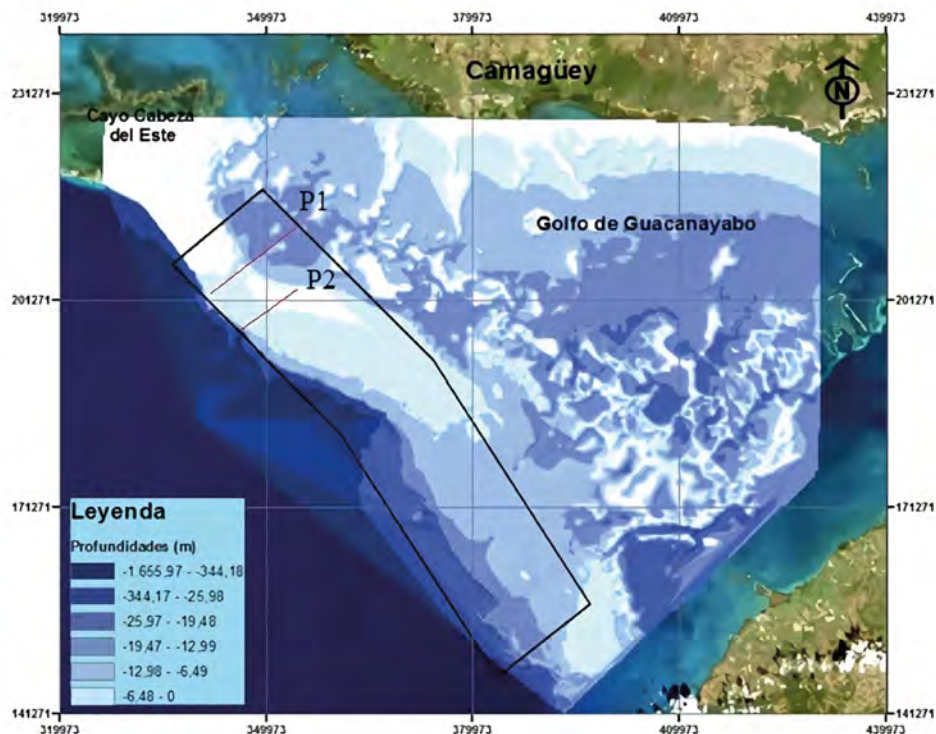 319973 349973 379973 409973 439973
Camagüey
N
231271 231271
Cayo Cabeza
del Este
P1
Golfo de Guacanayabo
P2
201271 201271
171271 171271
Leyenda
Profundidades (m)
-1.655,97 - -344,18
-344,17 - -25,98
-25,97 - -19,48
-19,47 - -12,99
-12,98 - -6,49
-6,48 - 0
141271 141271
319973 349973 379973 409973 439973